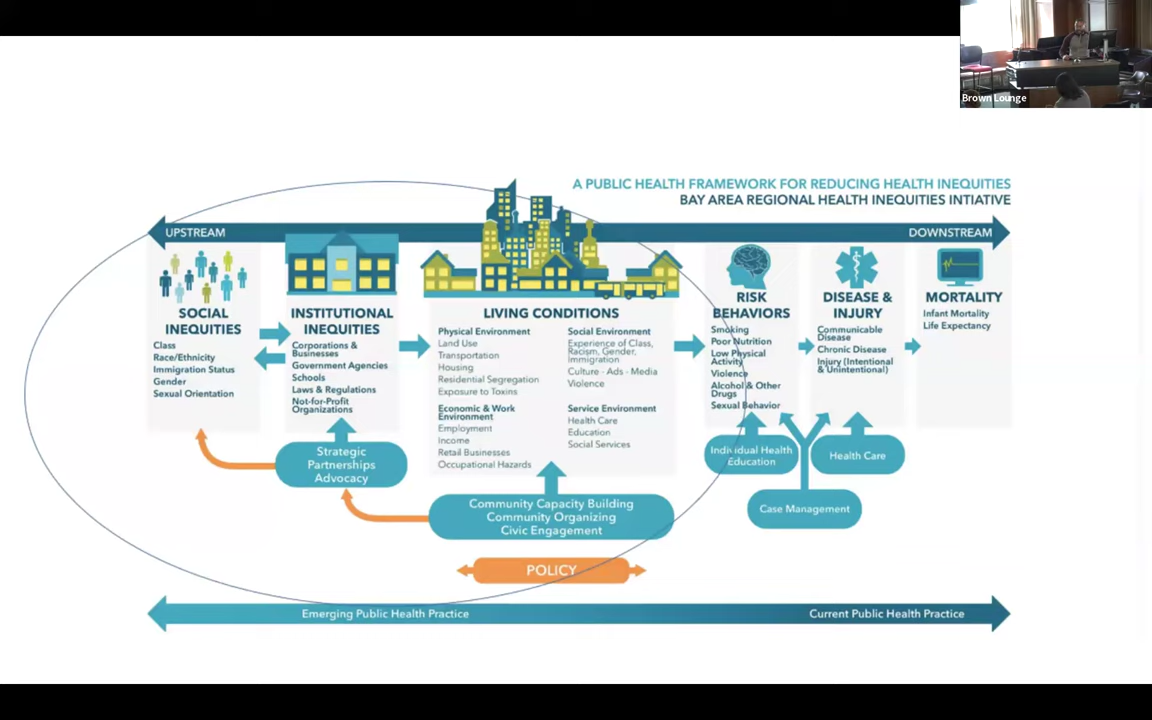 Brown Lounge
A PUBLIC HEALTH FRAMEWORK FOR REDUCING HEALTH INEQUITIES
BAY AREA REGIONAL HEALTH INEQUITIES INTIATIVE
UPSTREAM
DOWNSTREAM
SOCIAL
INEQUITIES
Class
Race/Ethnicity
Immigration Status
Gender
Sexual Orientation
INSTITUTIONAL
INEQUITIES
Corporations &
Businesses
Government Agencies
Schools
Laws & Regulations
Not-for-Profit
Organizations
Strategic
Partnerships
Advocacy
LIVING CONDITIONS
Physical Environment
Land Use
Transportation
Housing
Residential Segregation
Exposure to Toxins
Economic & Work
Environment
Employment
Income
Retail Businesses
Occupational Hazards
Social Environment
Experience of Class,
Racism, Gender,
Immigration
Culture - Ads - Media
Violence
Service Environment
Health Care
Education
Social Services
Community Capacity Building
Community Organizing
Civic Engagement
RISK
BEHAVIORS
Smoking
Poor Nutrition
Low Physical
Activity
Violence
Alcohol & Other
Drugs
Sexual Behavior
DISEASE &
INJURY
Communicable
Disease
Chronic Disease
Injury (Intentional
& Unintentional)
MORTALITY
Infant Mortality
Life Expectancy
Individual Health
Education
Health Care
Case Management
POLICY
Emerging Public Health Practice
Current Public Health Practice